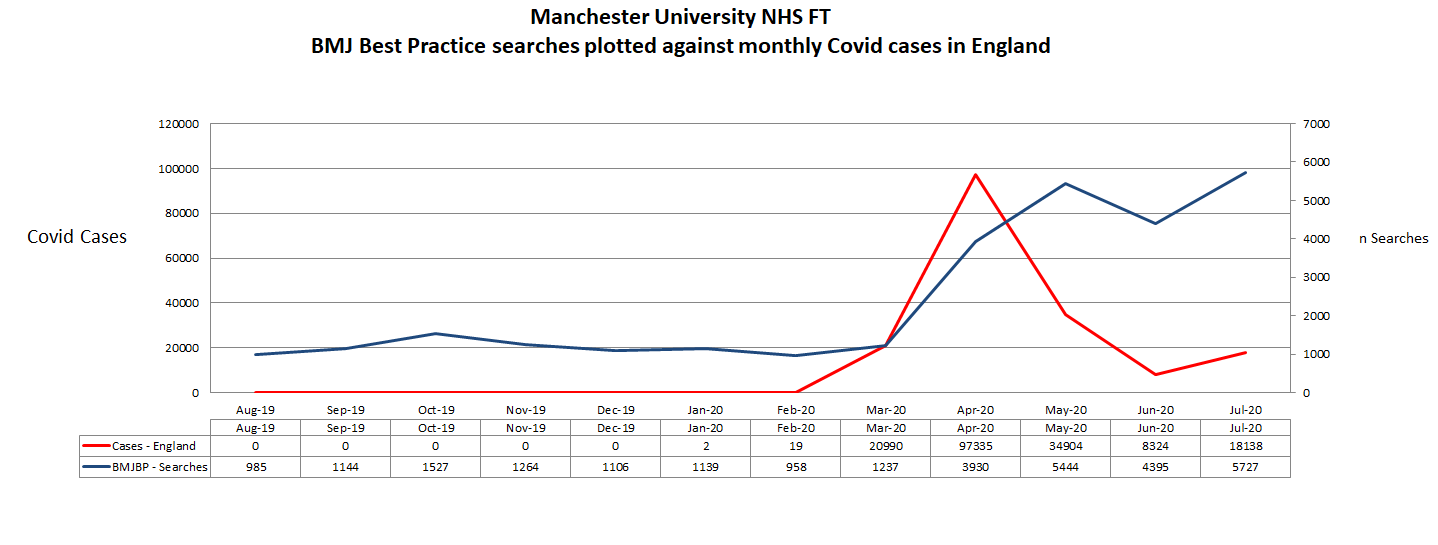 Manchester University NHS FT
BMJ Best Practice searches plotted against monthly Covid cases in England
120000
100000
80000
60000
40000
20000
0
Covid Cases
7000
6000
5000
4000
3000
2000
1000
0
n Searches
Aug-19 Sep-19 Oct-19 Nov-19 Dec-19 Jan-20 Feb-20 Mar-20 Apr-20 May-20 Jun-20 Jul-20
Aug-19 Sep-19 Oct-19 Nov-19 Dec-19 Jan-20 Feb-20 Mar-20 Apr-20 May-20 Jun-20 Jul-20
Cases - England 0 0 0 0 0 2 19 20990 97335 34904 8324 18138
BMJBP - Searches 985 1144 1527 1264 1106 1139 958 1237 3930 5444 4395 5727